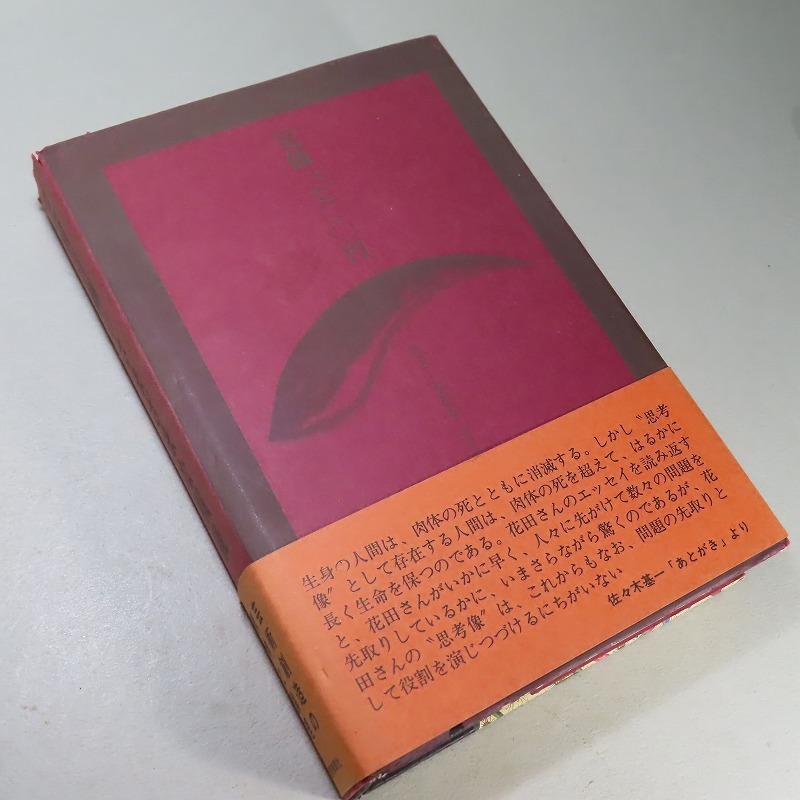 生身の人間は、肉体の死とともに消滅する。しかし〝思考
像〟として存在する人間は、肉体の死を超えて、はるかに
長く生命を保つのである。花田さんのエッセイを読み返す
と、花田さんがいかに早く、人々に先がけて数々の問題を
先取りしているかに、いまさらながら驚くのであるが、花
田さんの〝思考像〟は、これからもなお、問題の先取りと
して役割を演じつづけるにちがいない
佐々木基一「あとがき」より